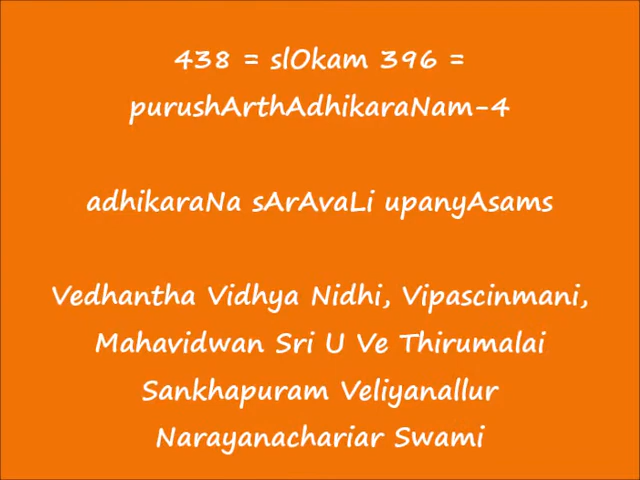 438 = slOkam 396 =
purushArthAdhikaraNam-4
adhikaraNa sArAvaLi upanyAsams
Vedhantha Vidhya Nidhi, Vipascinmani,
Mahavidwan Sri U Ve Thirumalai
Sankhapuram Veliyanallur
Narayanachariar Swami